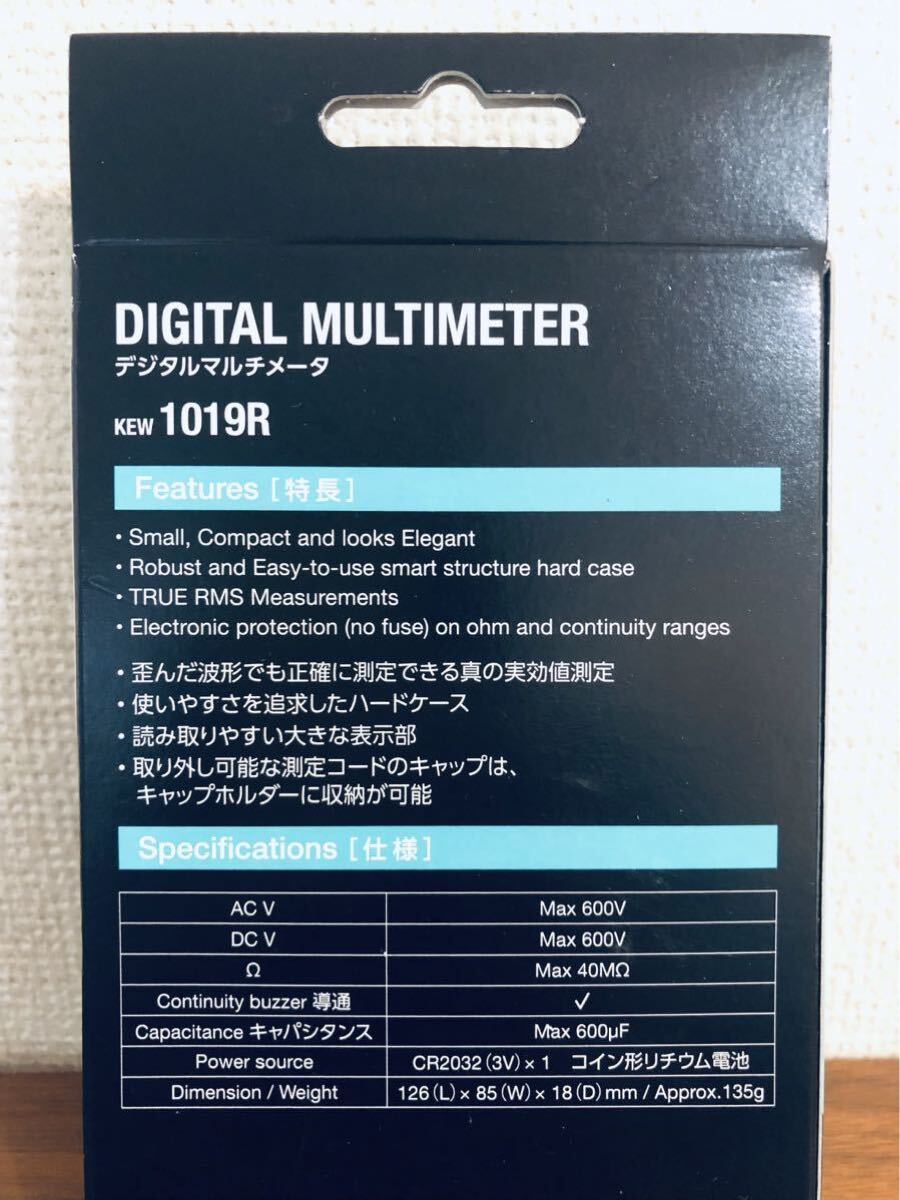 DIGITAL MULTIMETER
デジタルマルチメータ
KEW 1019R
Features [特長]
・Small, Compact and looks Elegant
・Robust and Easy-to-use smart structure hard case
・TRUE RMS Measurements
・Electronic protection (no fuse) on ohm and continuity ranges
・歪んだ波形でも正確に測定できる真の実効値測定
・使いやすさを追求したハードケース
・読み取りやすい大きな表示部
・取り外し可能な測定コードのキャップは、
キャップホルダーに収納が可能
Specifications [仕様]
AC V Max 600V
DC V Max 600V
Ω Max 40MΩ
Continuity buzzer 導通 ✓
Capacitance キャパシタンス Max 600μF
Power source CR2032(3V)×1 コイン形リチウム電池
Dimension / Weight 126(L)×85(W)×18(D)mm / Approx.135g